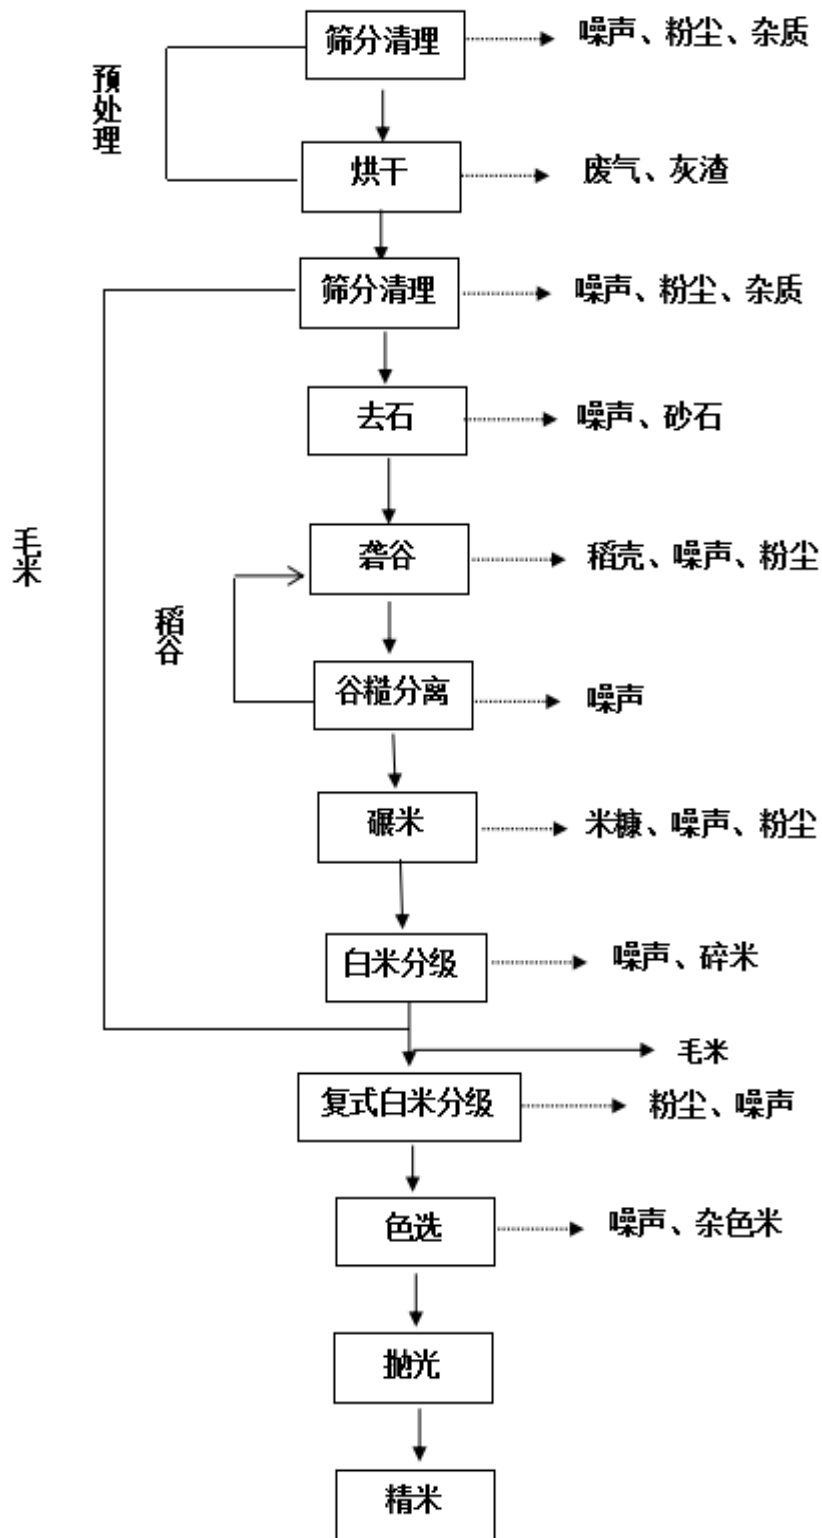 筛分清理
噪声、粉尘、杂质
预处理
烘干
废气、灰渣
筛分清理
噪声、粉尘、杂质
去石
噪声、砂石
毛米
砻谷
稻壳、噪声、粉尘
稻谷
谷糙分离
噪声
碾米
米糠、噪声、粉尘
白米分级
噪声、碎米
毛米
复式白米分级
粉尘、噪声
色选
噪声、杂色米
抛光
精米